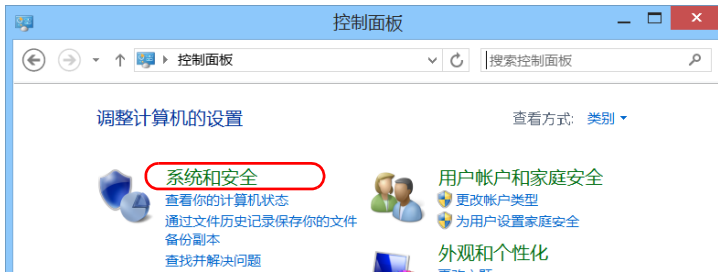 控制面板
控制面板
搜索控制面板
调整计算机的设置
查看方式: 类别
系统和安全
查看你的计算机状态
通过文件历史记录保存你的文件
备份副本
查找并解决问题
用户帐户和家庭安全
更改帐户类型
为用户设置家庭安全
外观和个性化
更改主题